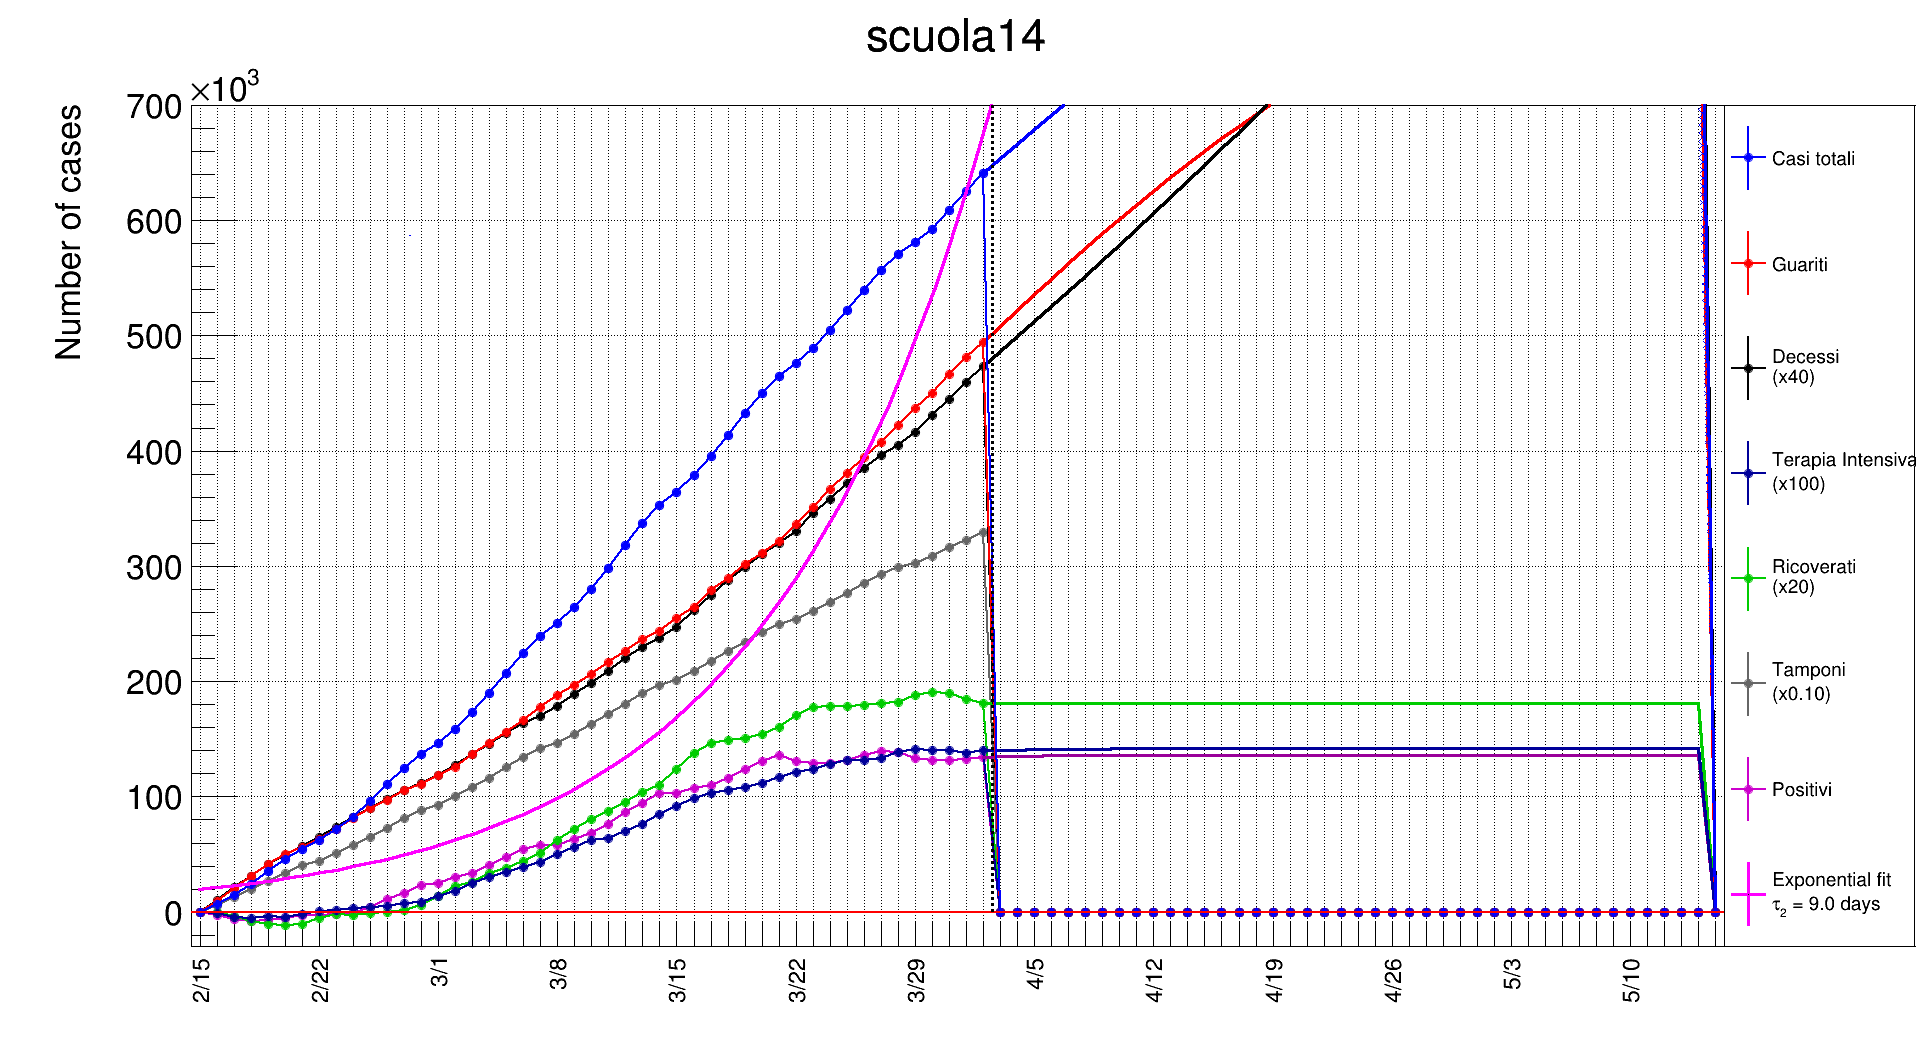 scuola14
×10³
Number of cases
700
600
500
400
300
200
100
0
2/15
2/22
3/1
3/8
3/15
3/22
3/29
4/5
4/12
4/19
4/26
5/3
5/10
Casi totali
Guariti
Decessi
(x40)
Terapia Intensiva
(x100)
Ricoverati
(x20)
Tamponi
(x0.10)
Positivi
Exponential fit
τ₂ = 9.0 days